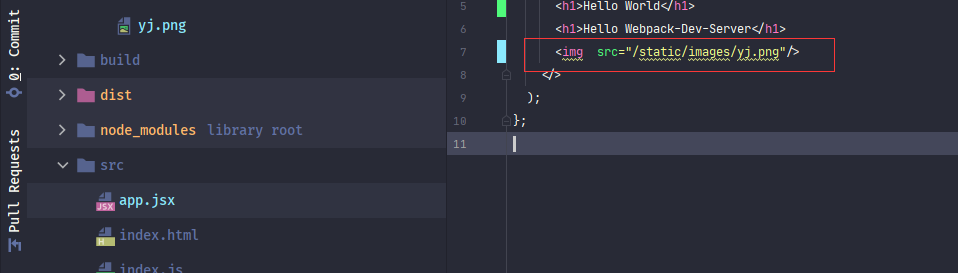 0: Commit
Pull Requests
yj.png
build
dist
node_modules library root
src
JSX
app.jsx
H
index.html
index.js
5 <h1>Hello World</h1>
6 <h1>Hello Webpack-Dev-Server</h1>
7 <img  src="/static/images/yj.png"/>
8 </>
9 );
10 };
11